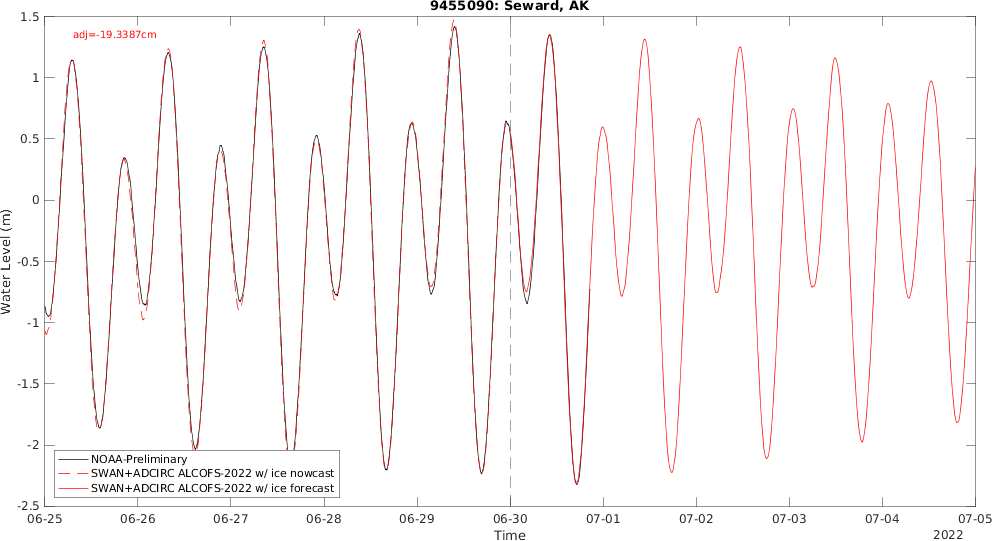 9455090: Seward, AK
adj=-19.3387cm
1.5
1
0.5
0
-0.5
-1
-1.5
-2
-2.5
Water Level (m)
NOAA-Preliminary
SWAN+ADCIRC ALCOFS-2022 w/ ice nowcast
SWAN+ADCIRC ALCOFS-2022 w/ ice forecast
06-25 06-26 06-27 06-28 06-29 06-30 07-01 07-02 07-03 07-04 07-05
Time
2022